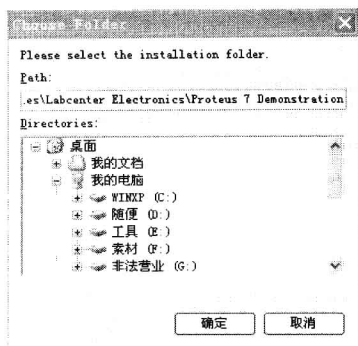 Choose Folder
Please select the installation folder.
Path:
.es\Labcenter Electronics\Proteus 7 Demonstration
Directories:
桌面
我的文档
我的电脑
WINXP (C:)
随便 (D:)
工具 (E:)
素材 (F:)
非法营业 (G:)
确定
取消